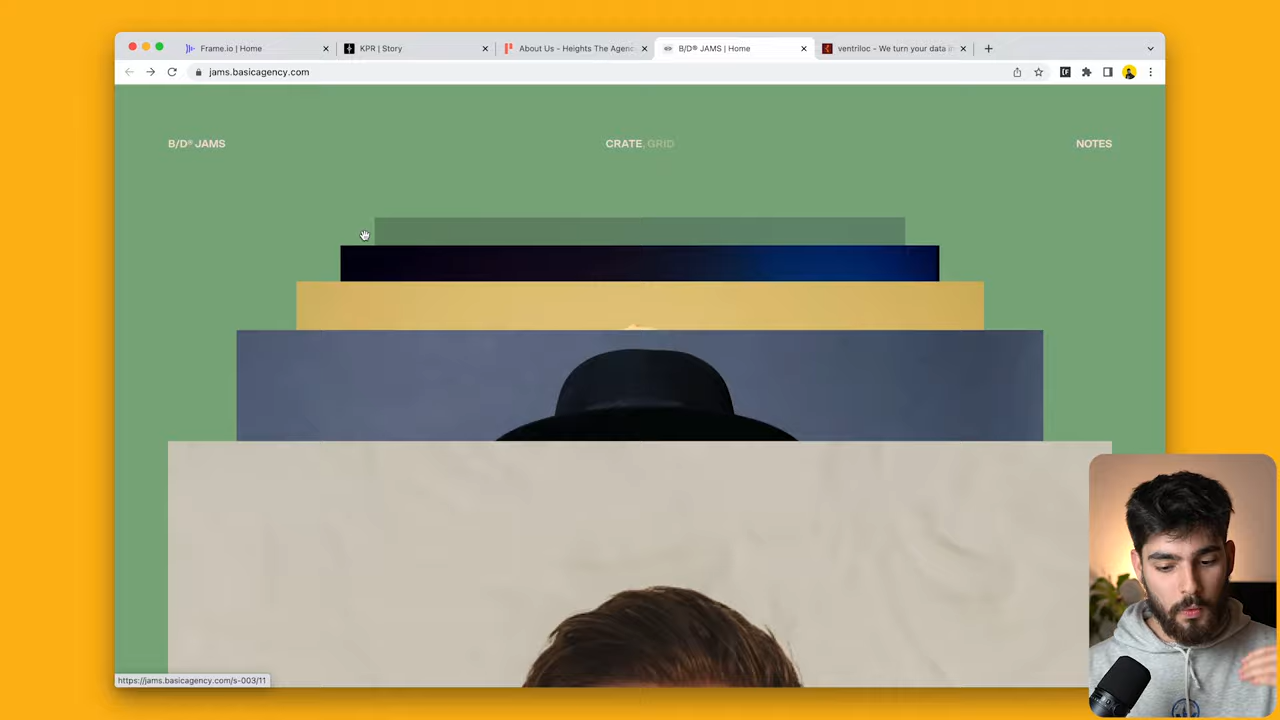 Frame.io | Home
KPR | Story
About Us - Heights The Agenc
B/D® JAMS | Home
ventriloc - We turn your data in
jams.basicagency.com
B/D® JAMS
CRATE, GRID
NOTES
https://jams.basicagency.com/s-003/11